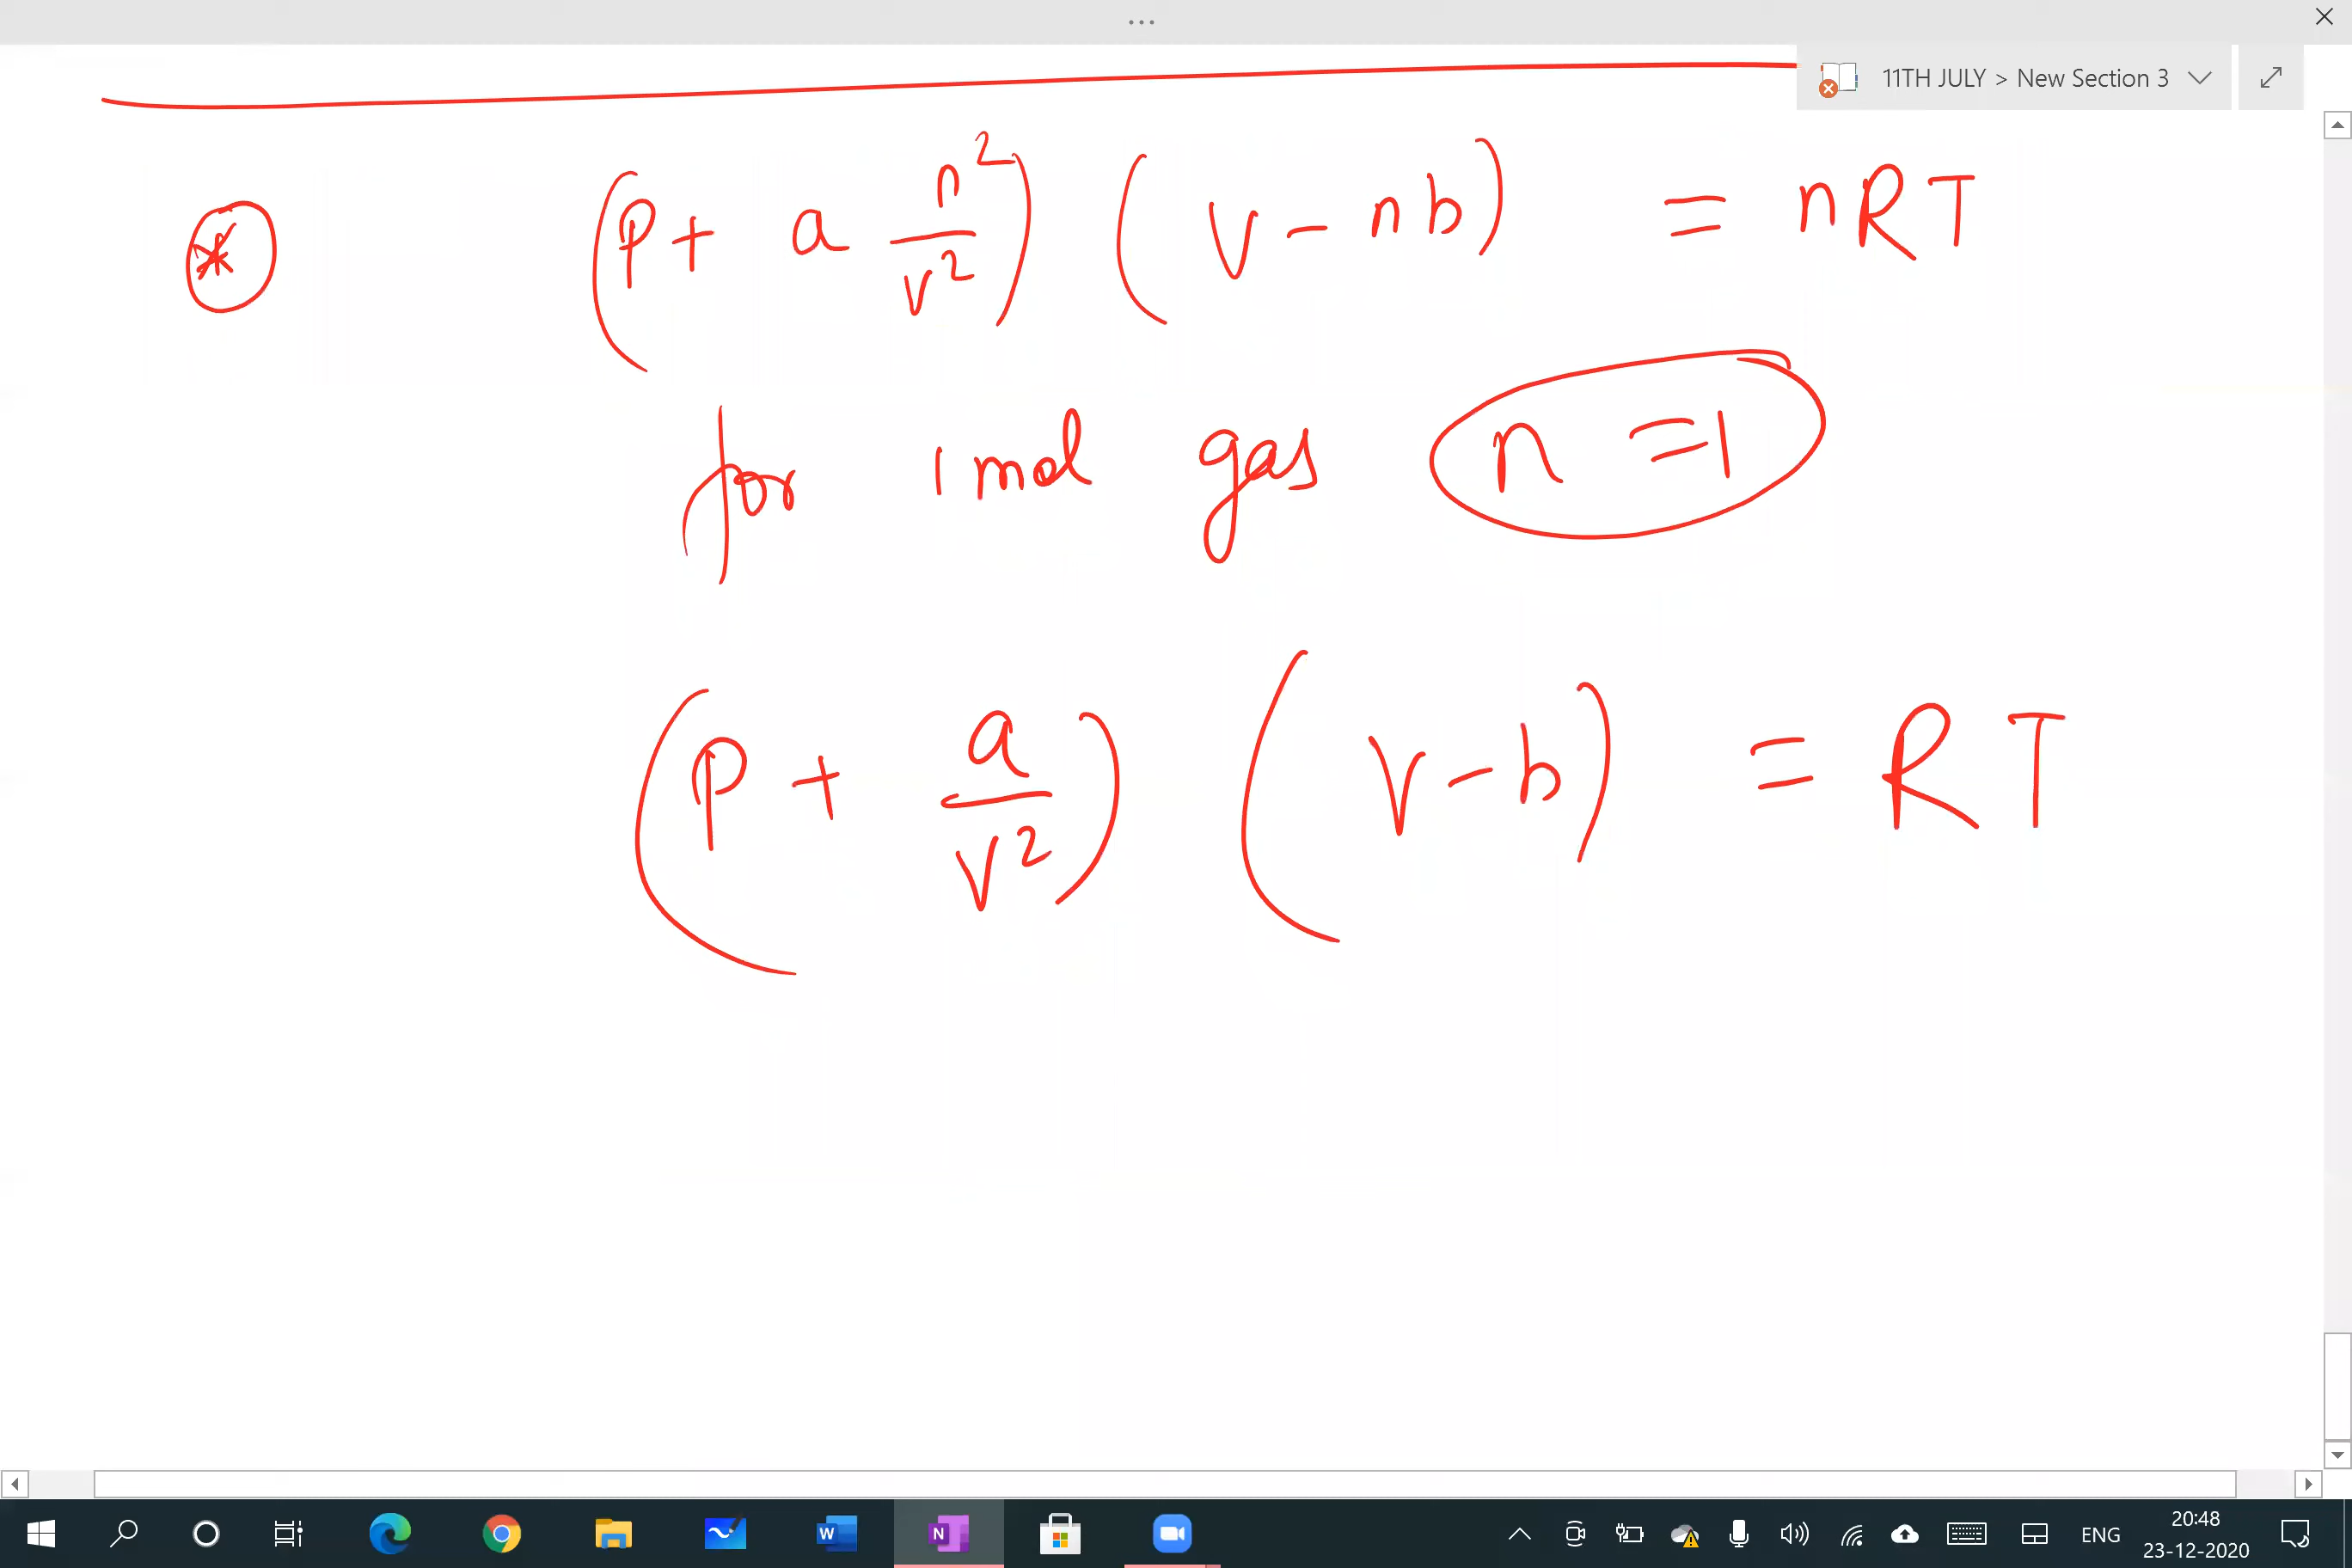 11TH JULY > New Section 3
* (P + a n²/v²) (v - nb) = nRT
for 1 mol gas n = 1
(P + a/v²) (v - b) = RT
ENG
20:48
23-12-2020